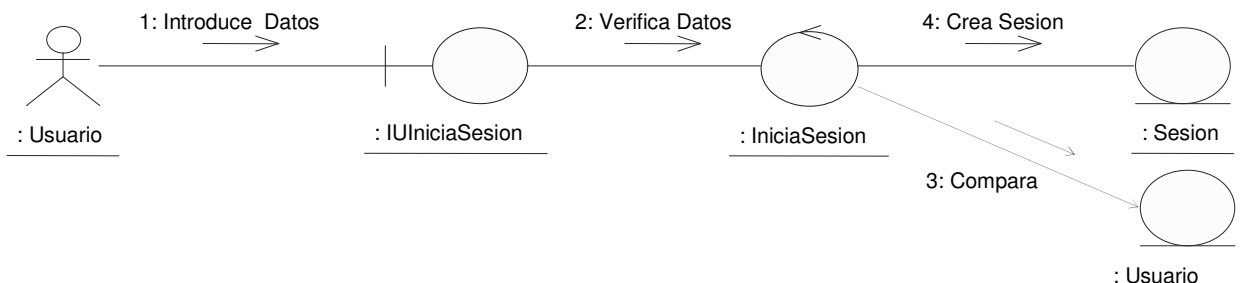 1: Introduce Datos
2: Verifica Datos
4: Crea Sesion
: Usuario
: IUIniciaSesion
: IniciaSesion
: Sesion
3: Compara
: Usuario